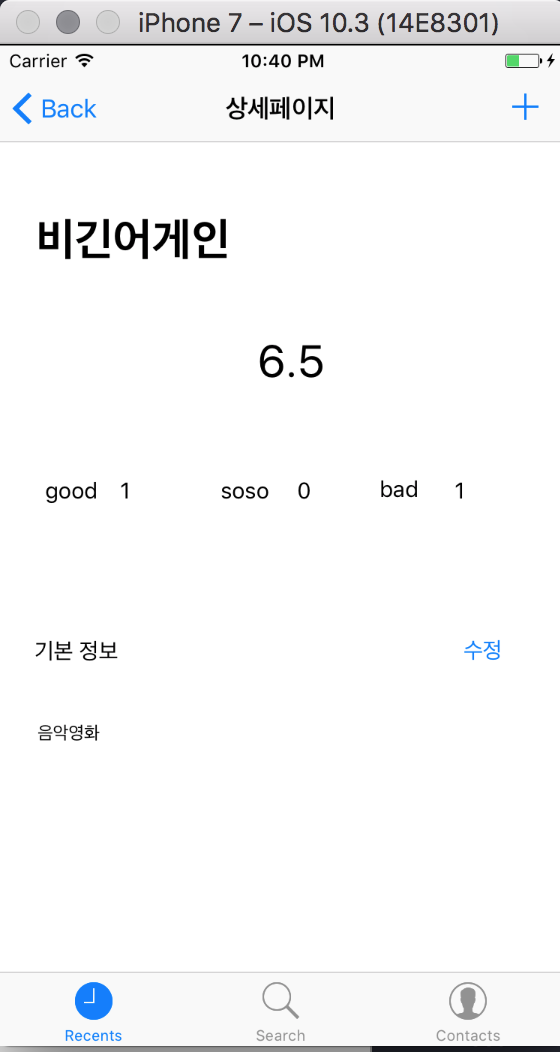 iPhone 7 – iOS 10.3 (14E8301)
Carrier 10:40 PM
Back 상세페이지
비긴어게인
6.5
good 1 soso 0 bad 1
기본 정보 수정
음악영화
Recents Search Contacts